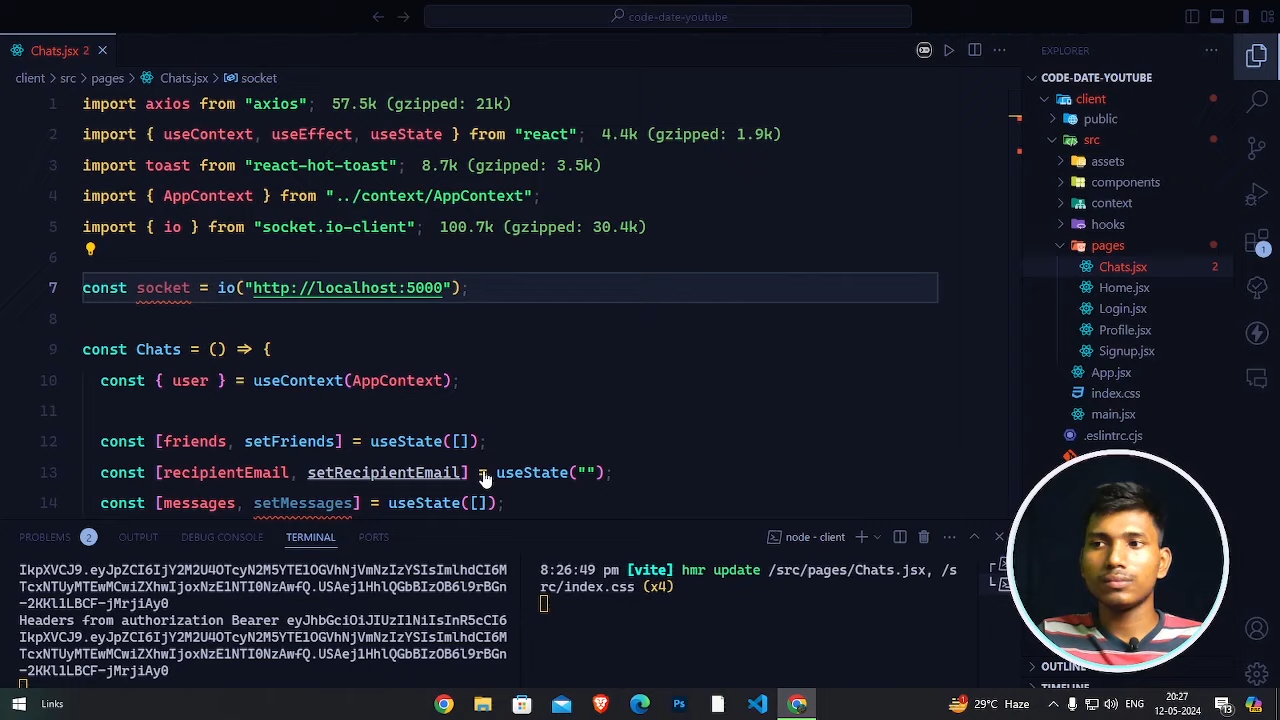 code-date-youtube
Chats.jsx 2
client > src > pages > Chats.jsx > socket
1 import axios from "axios"; 57.5k (gzipped: 21k)
2 import { useContext, useEffect, useState } from "react"; 4.4k (gzipped: 1.9k)
3 import toast from "react-hot-toast"; 8.7k (gzipped: 3.5k)
4 import { AppContext } from "../context/AppContext";
5 import { io } from "socket.io-client"; 100.7k (gzipped: 30.4k)
6
7 const socket = io("http://localhost:5000");
8
9 const Chats = () => {
10 const { user } = useContext(AppContext);
11
12 const [friends, setFriends] = useState([]);
13 const [recipientEmail, setRecipientEmail] = useState("");
14 const [messages, setMessages] = useState([]);
EXPLORER
CODE-DATE-YOUTUBE
client
public
src
assets
components
context
hooks
pages
Chats.jsx 2
Home.jsx
Login.jsx
Profile.jsx
Signup.jsx
App.jsx
index.css
main.jsx
.eslintrc.cjs
OUTLINE
1
PROBLEMS 2 OUTPUT DEBUG CONSOLE TERMINAL PORTS
node - client
Headers from authorization Bearer eyJhbGciOiJIUzI1NiIsInR5cCI6
-2KKl1LBCF-jMrjiAy0
8:26:49 pm [vite] hmr update /src/pages/Chats.jsx, /s
rc/index.css (x4)
Links
1
29°C Haze
20:27
12-05-2024
13